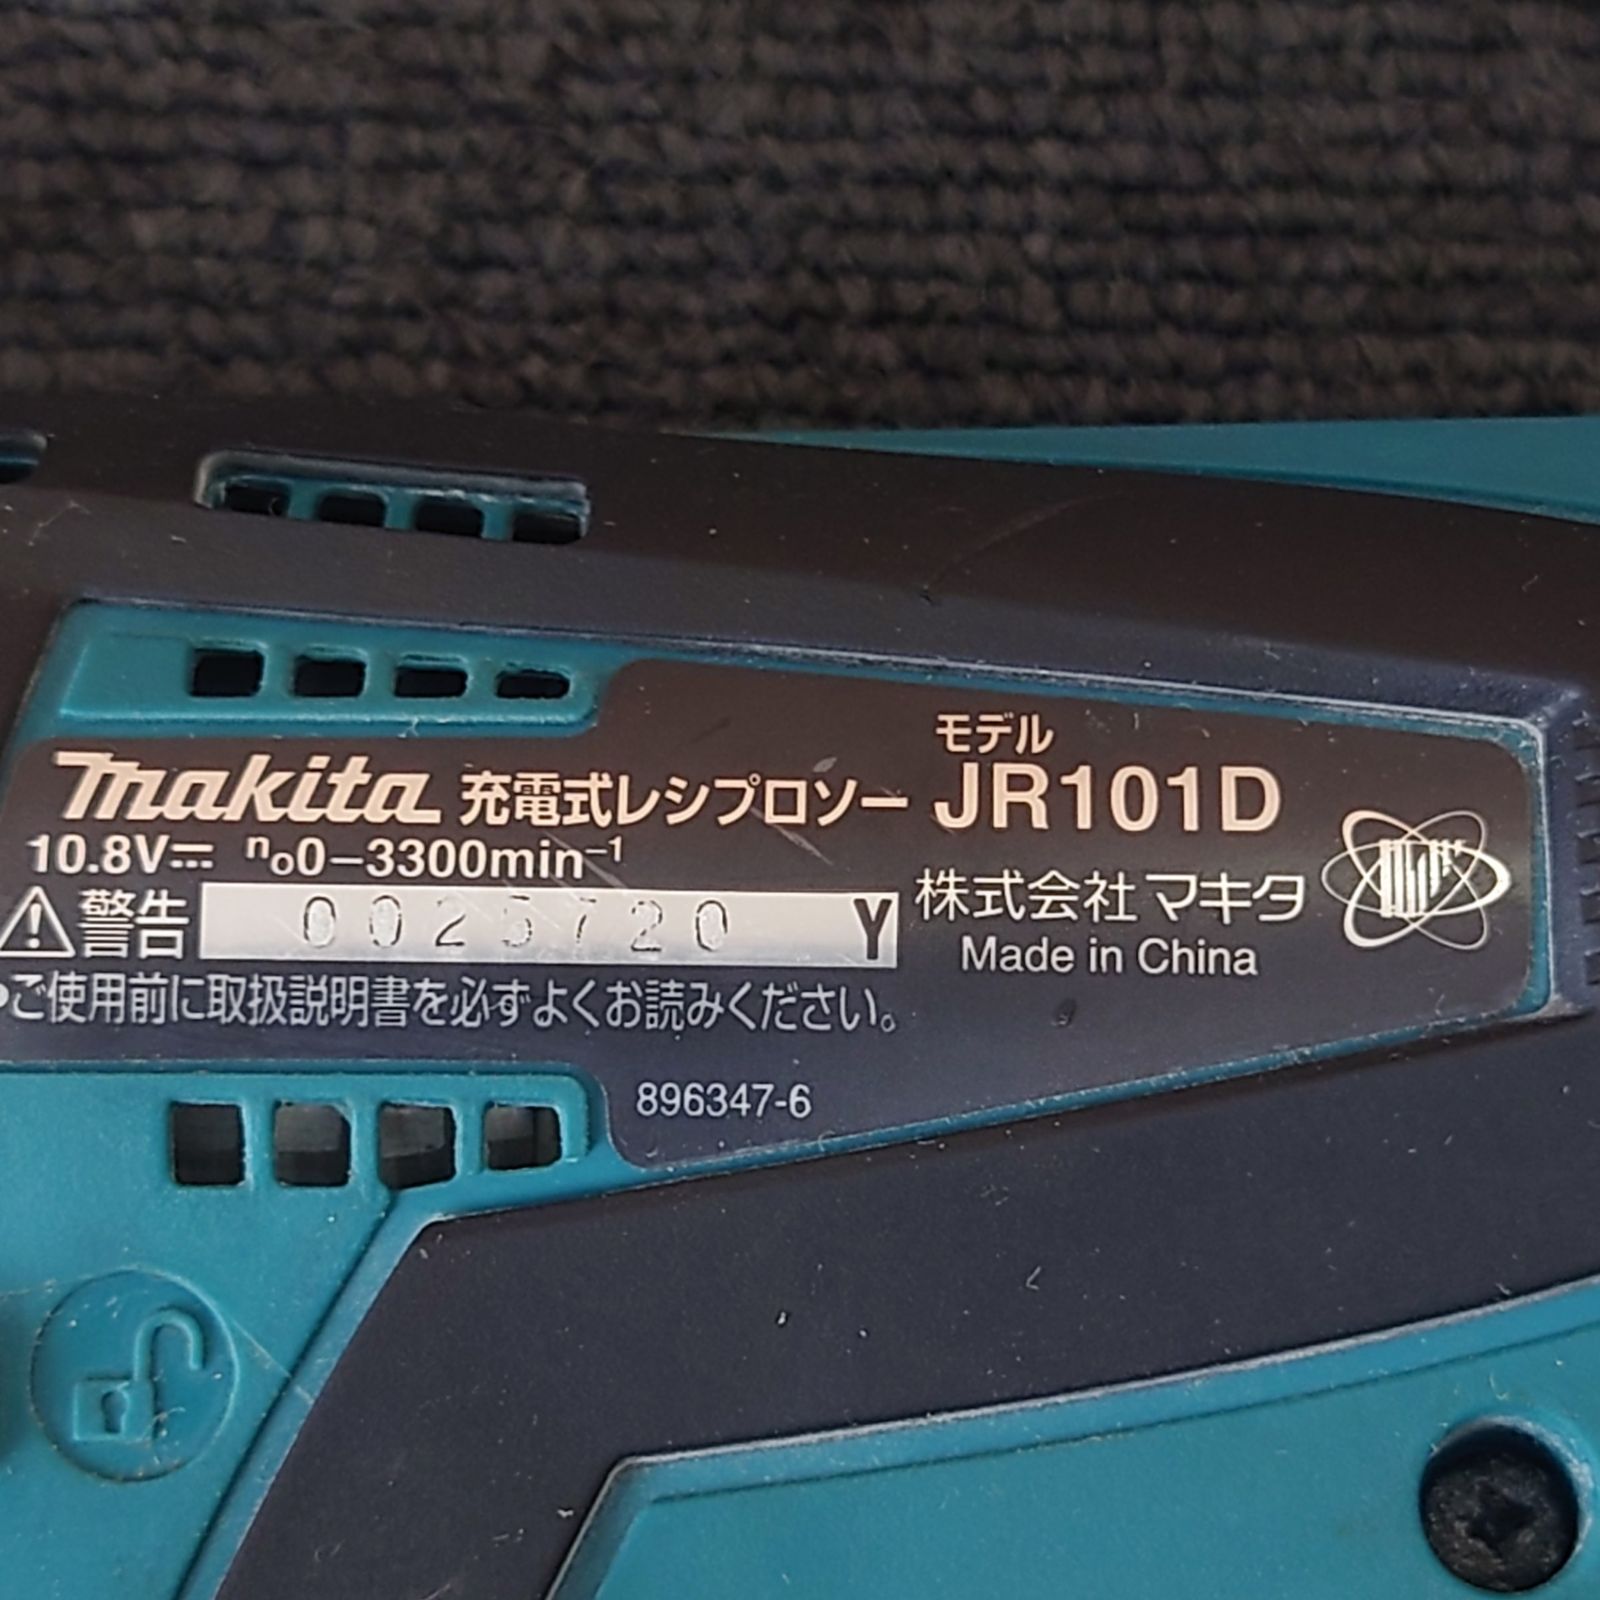 モデル
makita 充電式レシプロソー JR101D
10.8V⎓ n₀0−3300min⁻¹
⚠警告 0025720 Y
株式会社マキタ
Made in China
●ご使用前に取扱説明書を必ずよくお読みください。
896347-6